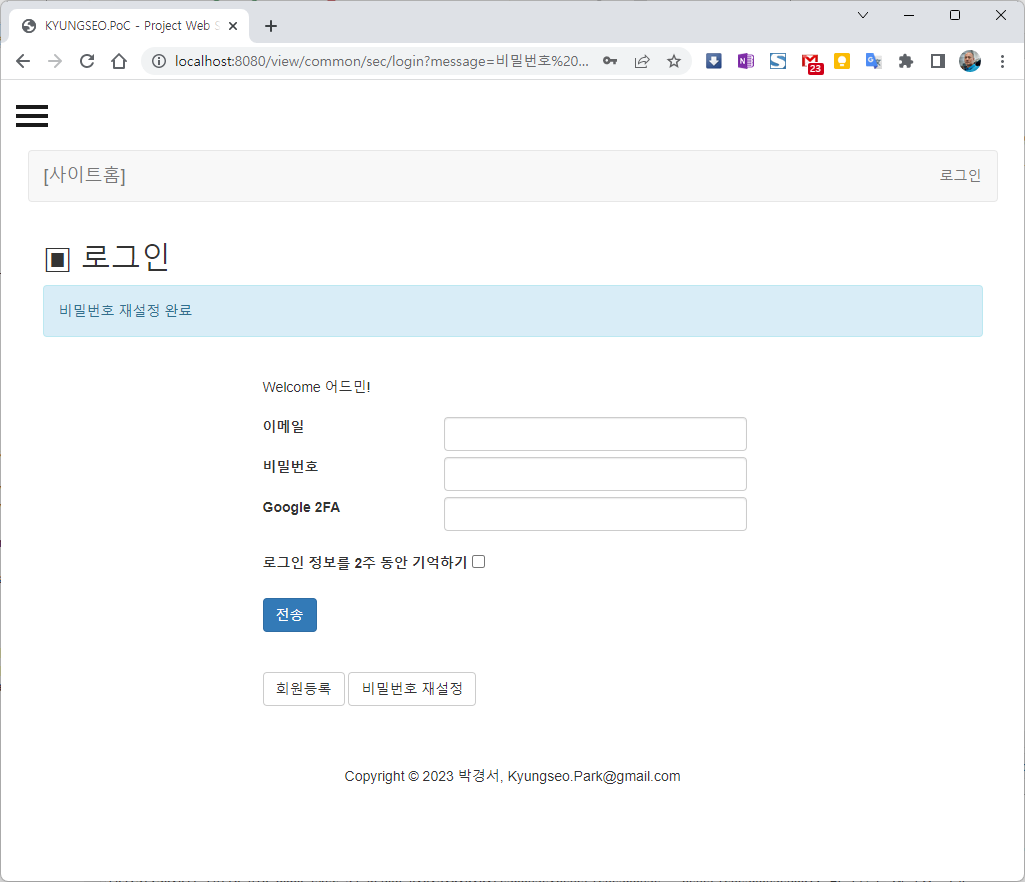 KYUNGSEO.PoC - Project Web S
localhost:8080/view/common/sec/login?message=비밀번호%20...
23
[사이트홈]
로그인
▣ 로그인
비밀번호 재설정 완료
Welcome 어드민!
이메일
비밀번호
Google 2FA
로그인 정보를 2주 동안 기억하기
전송
회원등록
비밀번호 재설정
Copyright © 2023 박경서, Kyungseo.Park@gmail.com